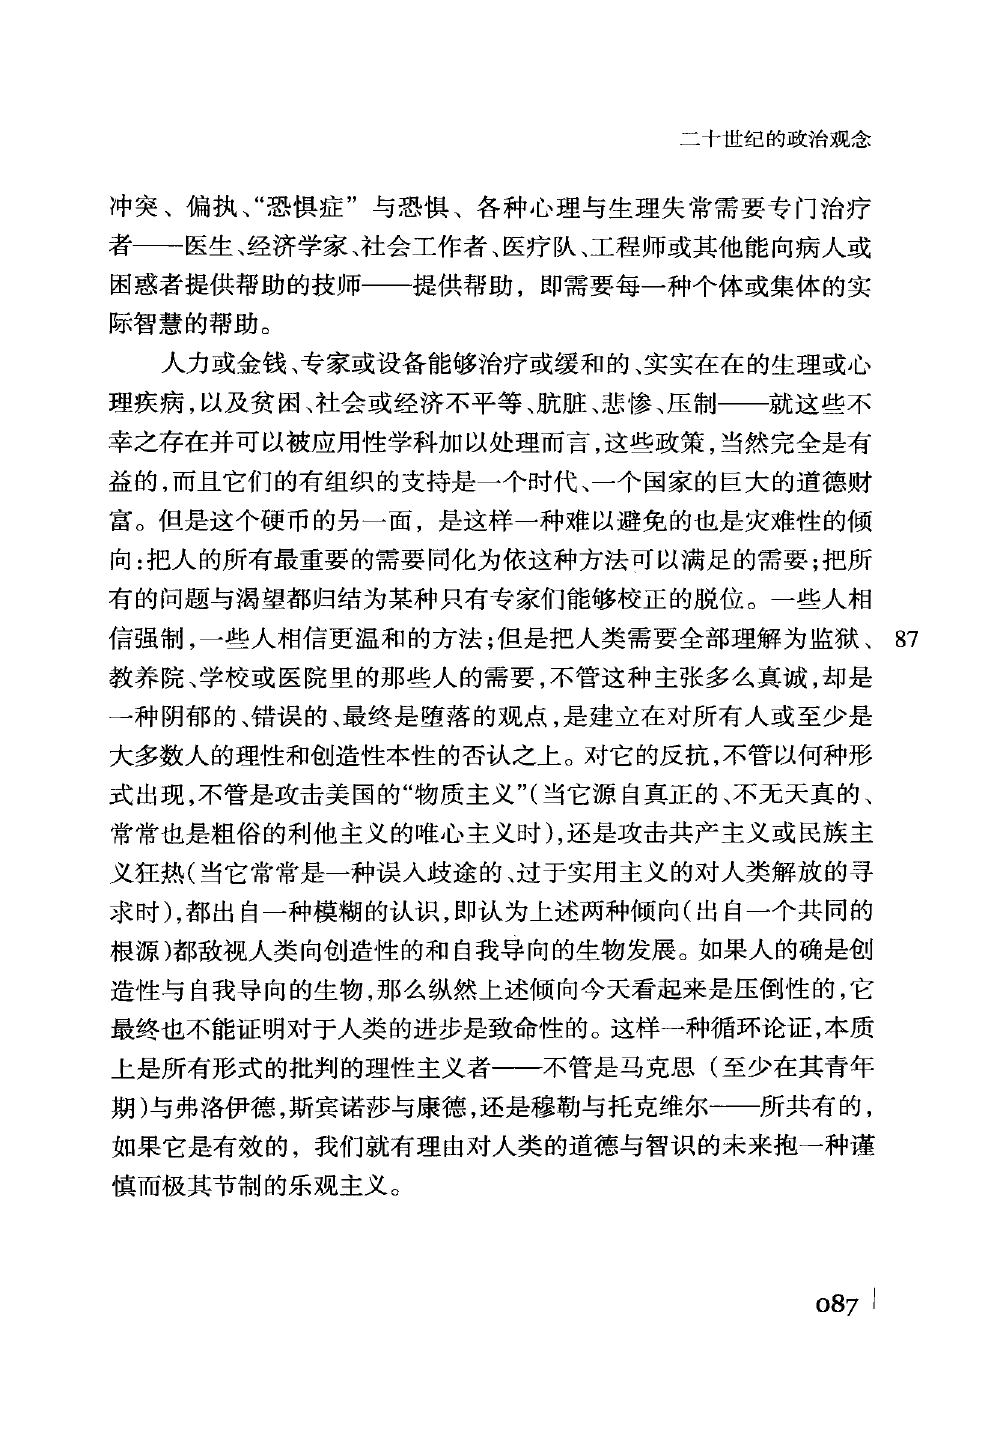 二十世纪的政治观念
冲突、偏执、“恐惧症”与恐惧、各种心理与生理失常需要专门治疗
者——医生、经济学家、社会工作者、医疗队、工程师或其他能向病人或
困惑者提供帮助的技师——提供帮助，即需要每一种个体或集体的实
际智慧的帮助。
人力或金钱、专家或设备能够治疗或缓和的、实实在在的生理或心
理疾病，以及贫困、社会或经济不平等、肮脏、悲惨、压制——就这些不
幸之存在并可以被应用性学科加以处理而言，这些政策，当然完全是有
益的，而且它们的有组织的支持是一个时代、一个国家的巨大的道德财
富。但是这个硬币的另一面，是这样一种难以避免的也是灾难性的倾
向：把人的所有最重要的需要同化为依这种方法可以满足的需要；把所
有的问题与渴望都归结为某种只有专家们能够校正的脱位。一些人相
信强制，一些人相信更温和的方法；但是把人类需要全部理解为监狱、 87
教养院、学校或医院里的那些人的需要，不管这种主张多么真诚，却是
一种阴郁的、错误的、最终是堕落的观点，是建立在对所有人或至少是
大多数人的理性和创造性本性的否认之上。对它的反抗，不管以何种形
式出现，不管是攻击美国的“物质主义”（当它源自真正的、不无天真的、
常常也是粗俗的利他主义的唯心主义时），还是攻击共产主义或民族主
义狂热（当它常常是一种误入歧途的、过于实用主义的对人类解放的寻
求时），都出自一种模糊的认识，即认为上述两种倾向（出自一个共同的
根源）都敌视人类向创造性的和自我导向的生物发展。如果人的确是创
造性与自我导向的生物，那么纵然上述倾向今天看起来是压倒性的，它
最终也不能证明对于人类的进步是致命性的。这样一种循环论证，本质
上是所有形式的批判的理性主义者——不管是马克思（至少在其青年
期）与弗洛伊德，斯宾诺莎与康德，还是穆勒与托克维尔——所共有的，
如果它是有效的，我们就有理由对人类的道德与智识的未来抱一种谨
慎而极其节制的乐观主义。
087